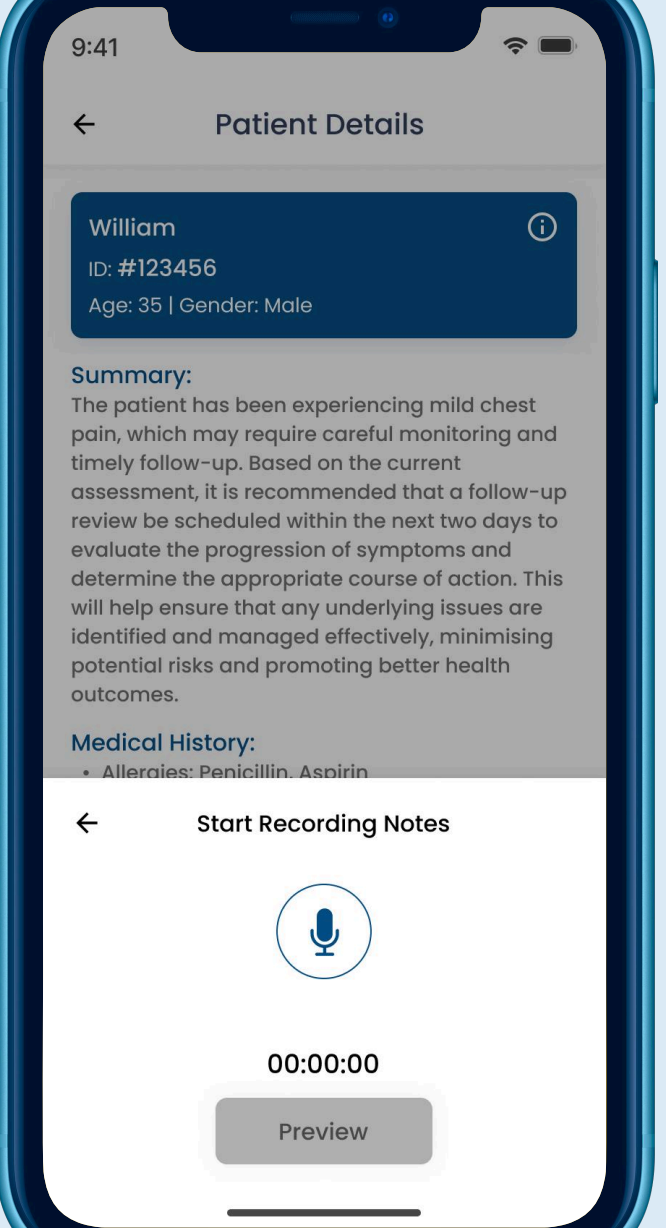 9:41
Patient Details
William
ID: #123456
Age: 35 | Gender: Male
Summary:
The patient has been experiencing mild chest
pain, which may require careful monitoring and
timely follow-up. Based on the current
assessment, it is recommended that a follow-up
review be scheduled within the next two days to
evaluate the progression of symptoms and
determine the appropriate course of action. This
will help ensure that any underlying issues are
identified and managed effectively, minimising
potential risks and promoting better health
outcomes.
Medical History:
• Allergies: Penicillin, Aspirin
Start Recording Notes
00:00:00
Preview